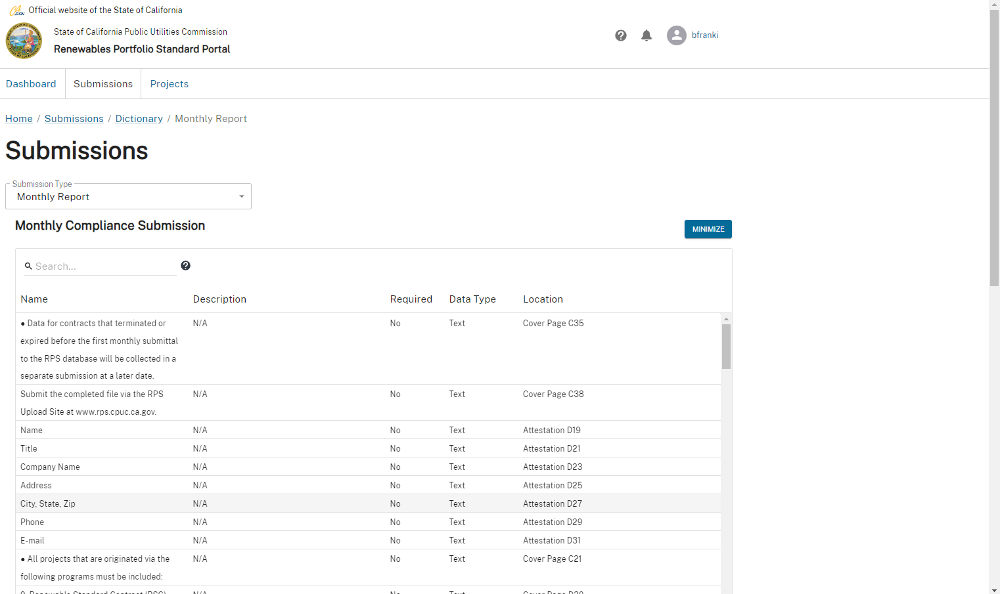 Official website of the State of California
State of California Public Utilities Commission
Renewables Portfolio Standard Portal
bfranki
Dashboard
Submissions
Projects
Home / Submissions / Dictionary / Monthly Report
Submissions
Submission Type
Monthly Report
Monthly Compliance Submission
MINIMIZE
Search...
Name Description Required Data Type Location
● Data for contracts that terminated or N/A No Text Cover Page C35
expired before the first monthly submittal
to the RPS database will be collected in a
separate submission at a later date.
Submit the completed file via the RPS N/A No Text Cover Page C38
Upload Site at www.rps.cpuc.ca.gov.
Name N/A No Text Attestation D19
Title N/A No Text Attestation D21
Company Name N/A No Text Attestation D23
Address N/A No Text Attestation D25
City, State, Zip N/A No Text Attestation D27
Phone N/A No Text Attestation D29
E-mail N/A No Text Attestation D31
● All projects that are originated via the N/A No Text Cover Page C21
following programs must be included: